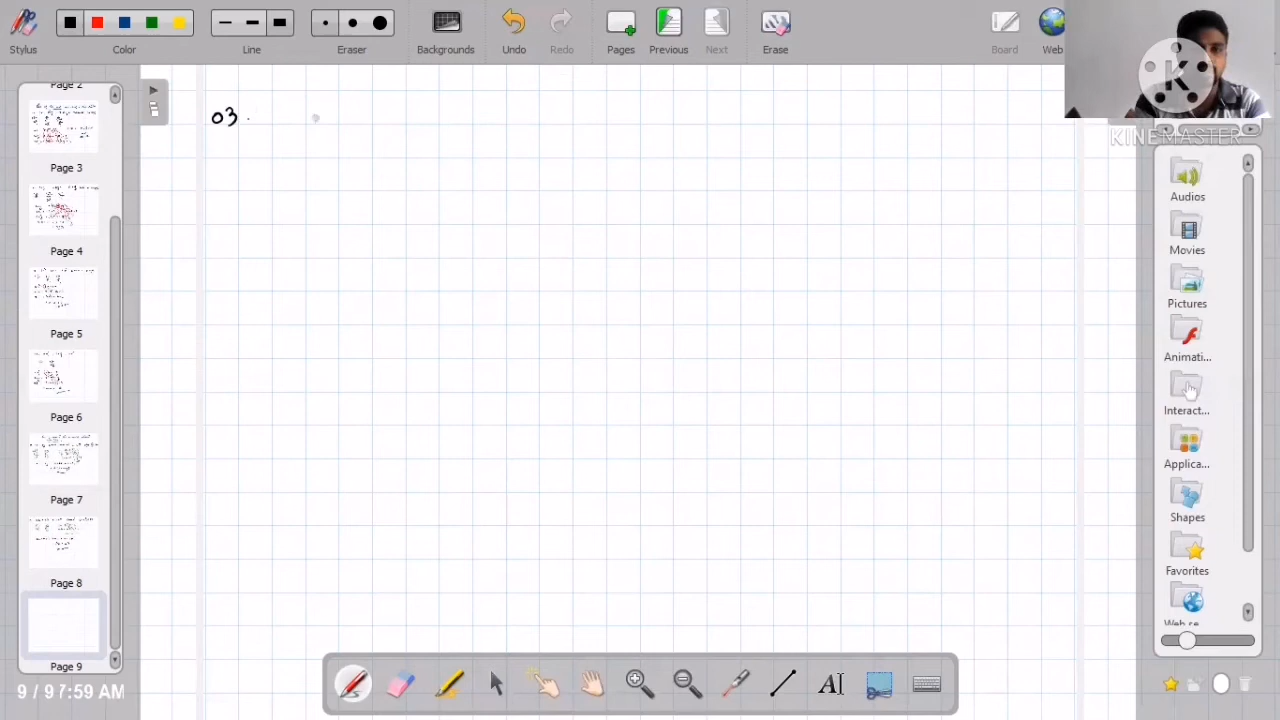 Stylus
Color
Line
Eraser
Backgrounds
Undo
Redo
Pages
Previous
Next
Erase
Board
Web
KINEMASTER
03.
Page 2
Page 3
Page 4
Page 5
Page 6
Page 7
Page 8
Page 9
9 / 9 7:59 AM
Audios
Movies
Pictures
Animati...
Interact...
Applica...
Shapes
Favorites